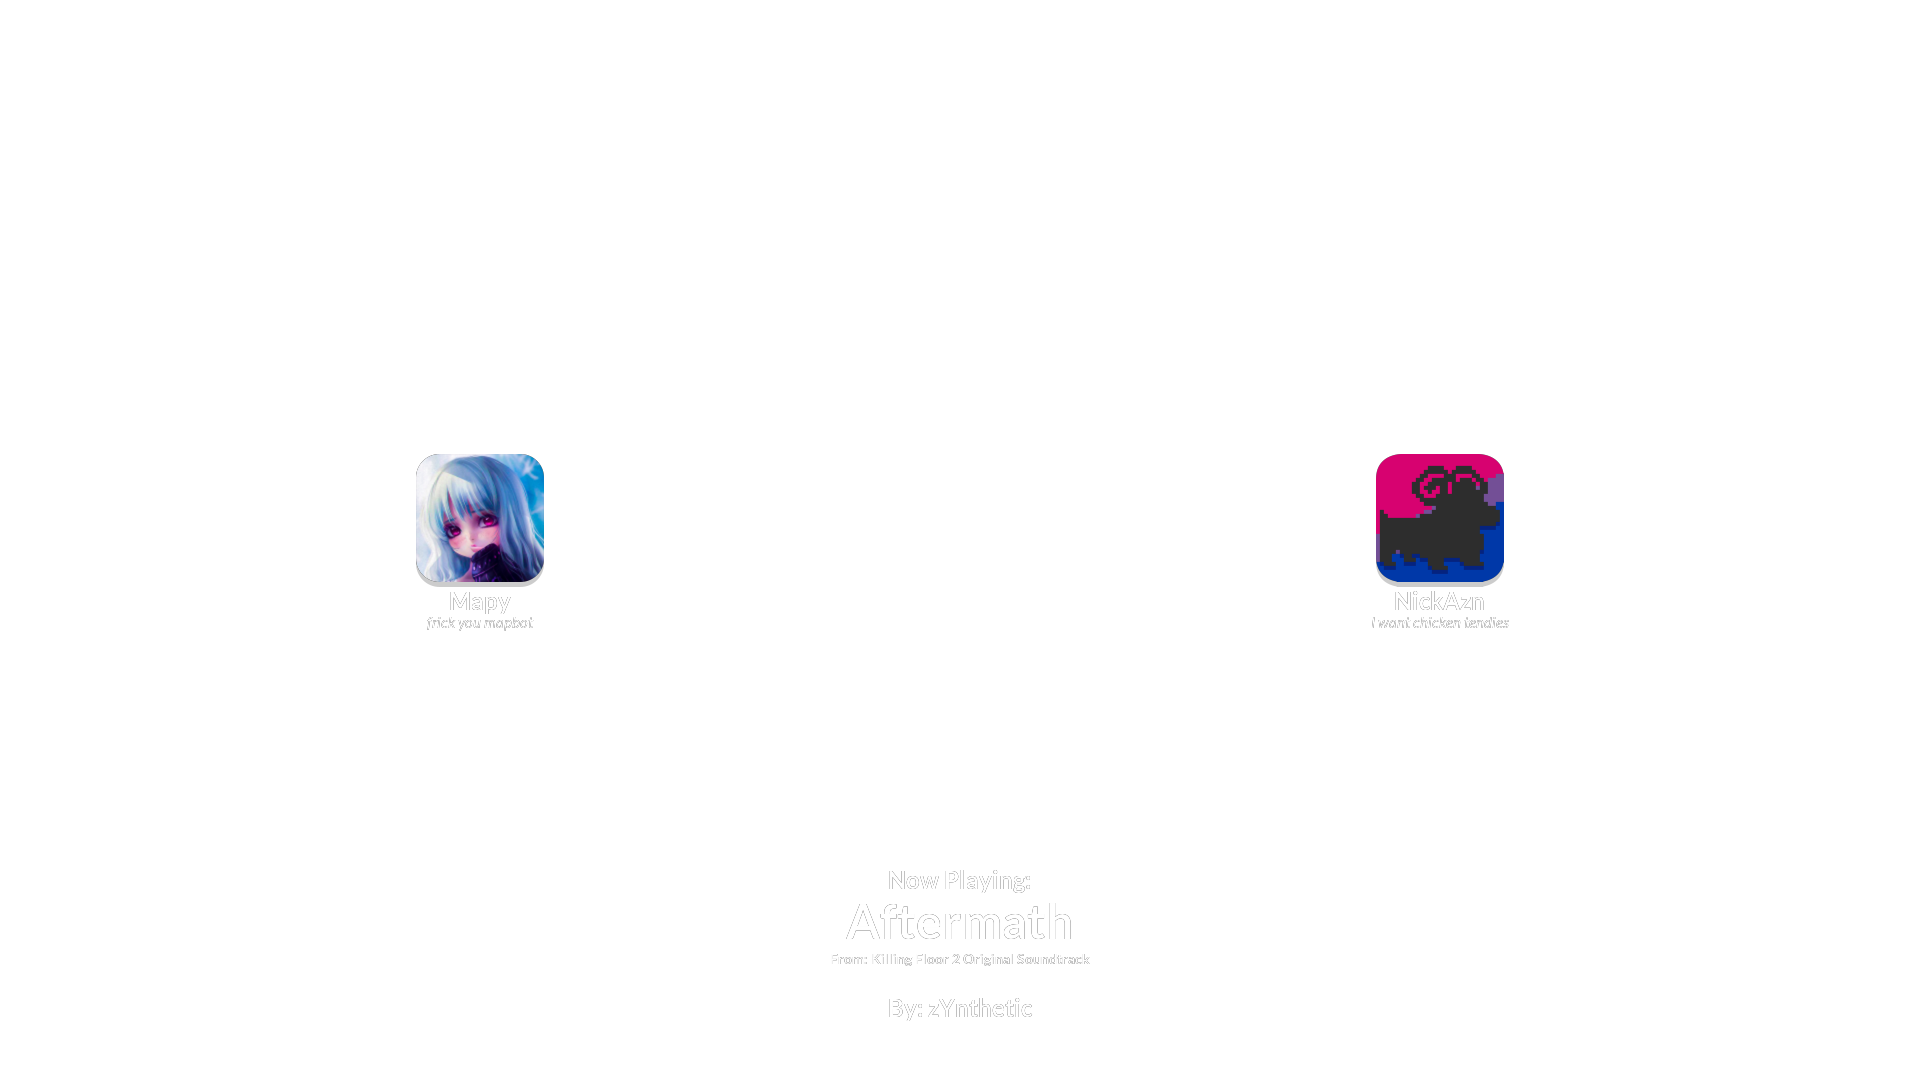 Mapy
frick you mapbot
NickAzn
I want chicken tendies
Now Playing:
Aftermath
From: Killing Floor 2 Original Soundtrack
By: zYnthetic